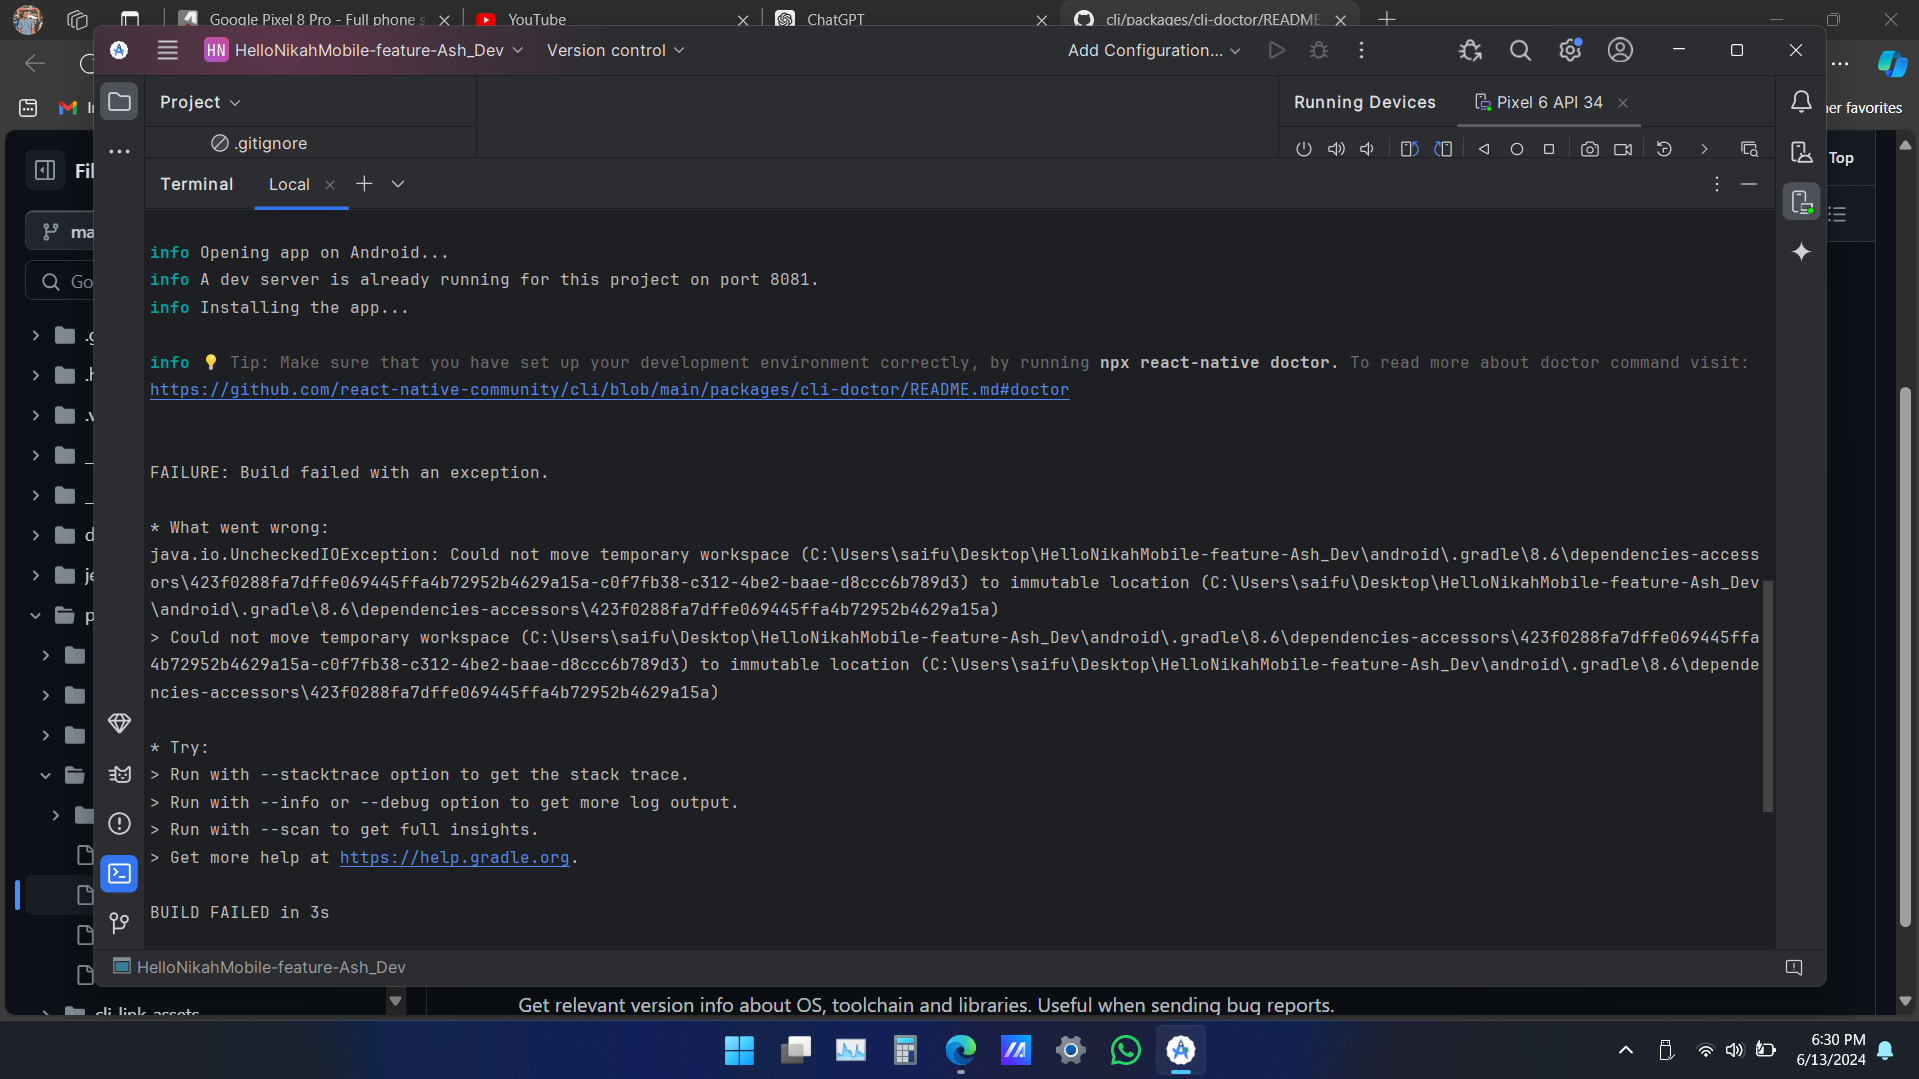 Google Pixel 8 Pro - Full phone s
YouTube
ChatGPT
cli/packages/cli-doctor/README
HN HelloNikahMobile-feature-Ash_Dev
Version control
Add Configuration...
Project
Running Devices
Pixel 6 API 34
er favorites
.gitignore
Top
Fil
Terminal
Local
ma
Go
info Opening app on Android...
info A dev server is already running for this project on port 8081.
info Installing the app...
info 💡 Tip: Make sure that you have set up your development environment correctly, by running npx react-native doctor. To read more about doctor command visit:
https://github.com/react-native-community/cli/blob/main/packages/cli-doctor/README.md#doctor
FAILURE: Build failed with an exception.
* What went wrong:
java.io.UncheckedIOException: Could not move temporary workspace (C:\Users\saifu\Desktop\HelloNikahMobile-feature-Ash_Dev\android\.gradle\8.6\dependencies-access
ors\423f0288fa7dffe069445ffa4b72952b4629a15a-c0f7fb38-c312-4be2-baae-d8ccc6b789d3) to immutable location (C:\Users\saifu\Desktop\HelloNikahMobile-feature-Ash_Dev
\android\.gradle\8.6\dependencies-accessors\423f0288fa7dffe069445ffa4b72952b4629a15a)
> Could not move temporary workspace (C:\Users\saifu\Desktop\HelloNikahMobile-feature-Ash_Dev\android\.gradle\8.6\dependencies-accessors\423f0288fa7dffe069445ffa
4b72952b4629a15a-c0f7fb38-c312-4be2-baae-d8ccc6b789d3) to immutable location (C:\Users\saifu\Desktop\HelloNikahMobile-feature-Ash_Dev\android\.gradle\8.6\depende
ncies-accessors\423f0288fa7dffe069445ffa4b72952b4629a15a)
* Try:
> Run with --stacktrace option to get the stack trace.
> Run with --info or --debug option to get more log output.
> Run with --scan to get full insights.
> Get more help at https://help.gradle.org.
BUILD FAILED in 3s
HelloNikahMobile-feature-Ash_Dev
Get relevant version info about OS, toolchain and libraries. Useful when sending bug reports.
cli-link-assets
6:30 PM
6/13/2024